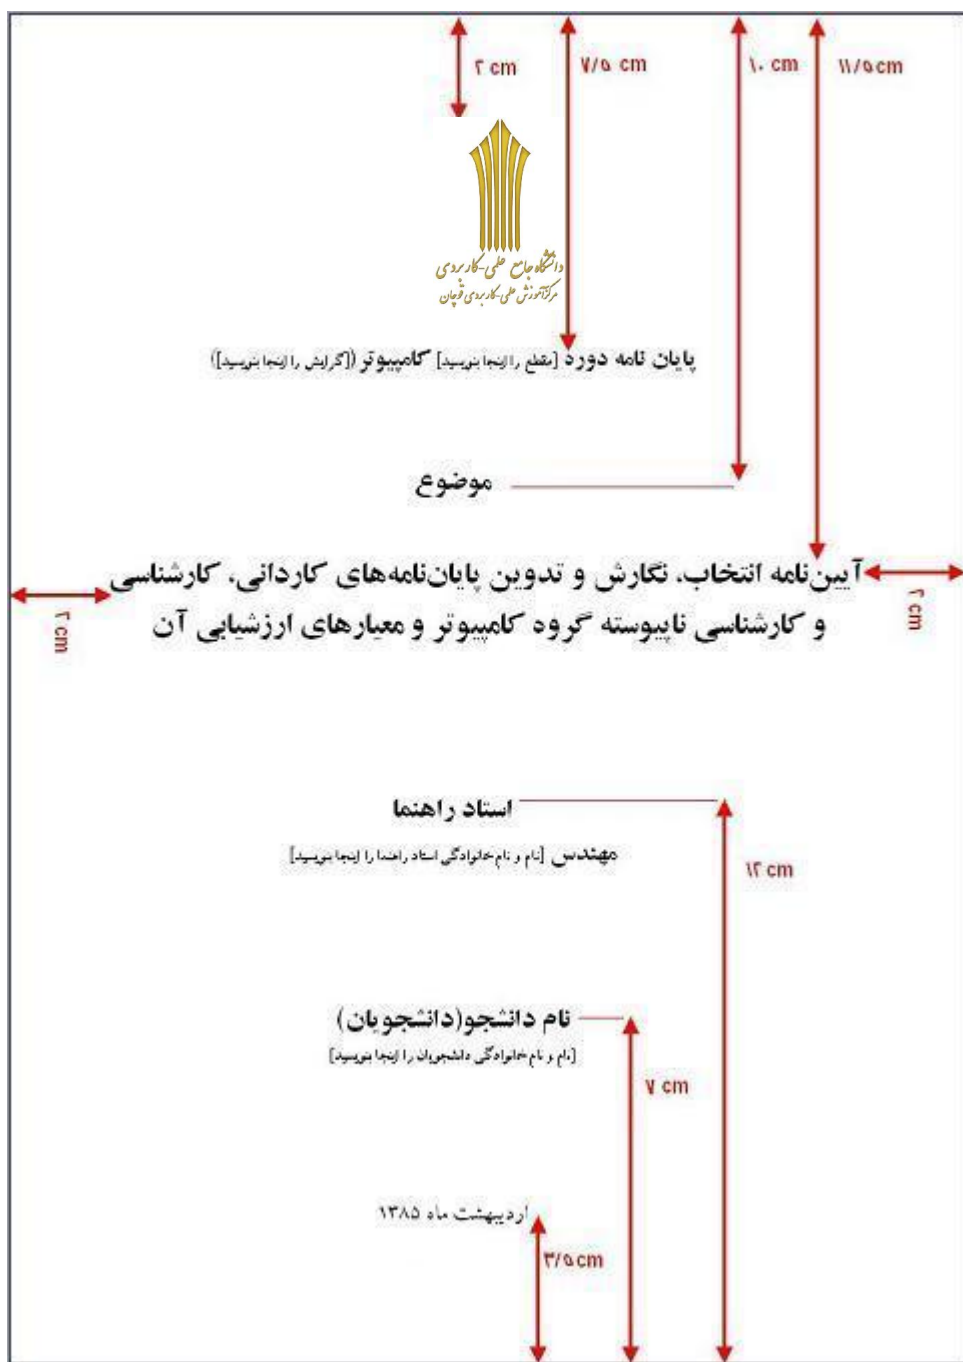 ۲ cm
۷/۵ cm
۱۰ cm
۱۱/۵ cm
دانشگاه جامع علمی-کاربردی
مرکز آموزش علمی-کاربردی قوچان
پایان نامه دوره [مقطع را اینجا بنویسید] کامپیوتر ([گرایش را اینجا بنویسید])
موضوع
آیین‌نامه انتخاب، نگارش و تدوین پایان‌نامه‌های کاردانی، کارشناسی
و کارشناسی ناپیوسته گروه کامپیوتر و معیارهای ارزشیابی آن
۲ cm
۲ cm
استاد راهنما
مهندس [نام و نام خانوادگی استاد راهنما را اینجا بنویسید]
۱۲ cm
نام دانشجو(دانشجویان)
[نام و نام خانوادگی دانشجویان را اینجا بنویسید]
۷ cm
اردیبهشت ماه ۱۳۸۵
۳/۵ cm